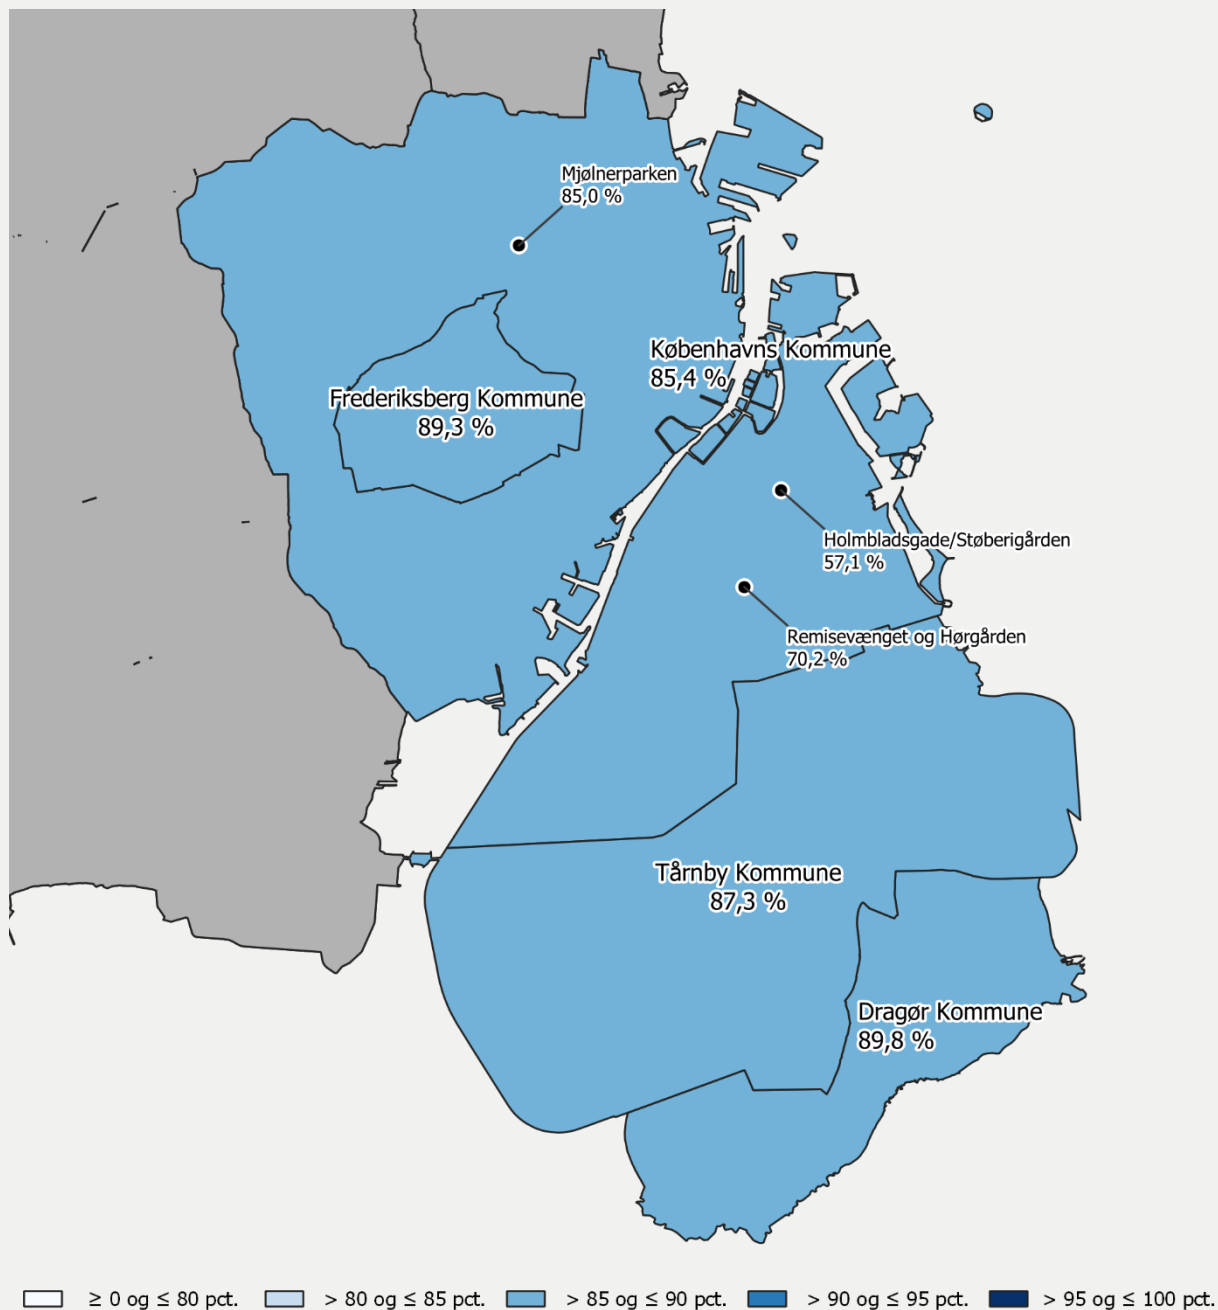 Mjølnerparken
85,0 %
Københavns Kommune
85,4 %
Frederiksberg Kommune
89,3 %
Holmbladsgade/Støberigården
57,1 %
Remisevænget og Hørgården
70,2 %
Tårnby Kommune
87,3 %
Dragør Kommune
89,8 %
≥ 0 og ≤ 80 pct. > 80 og ≤ 85 pct. > 85 og ≤ 90 pct. > 90 og ≤ 95 pct. > 95 og ≤ 100 pct.